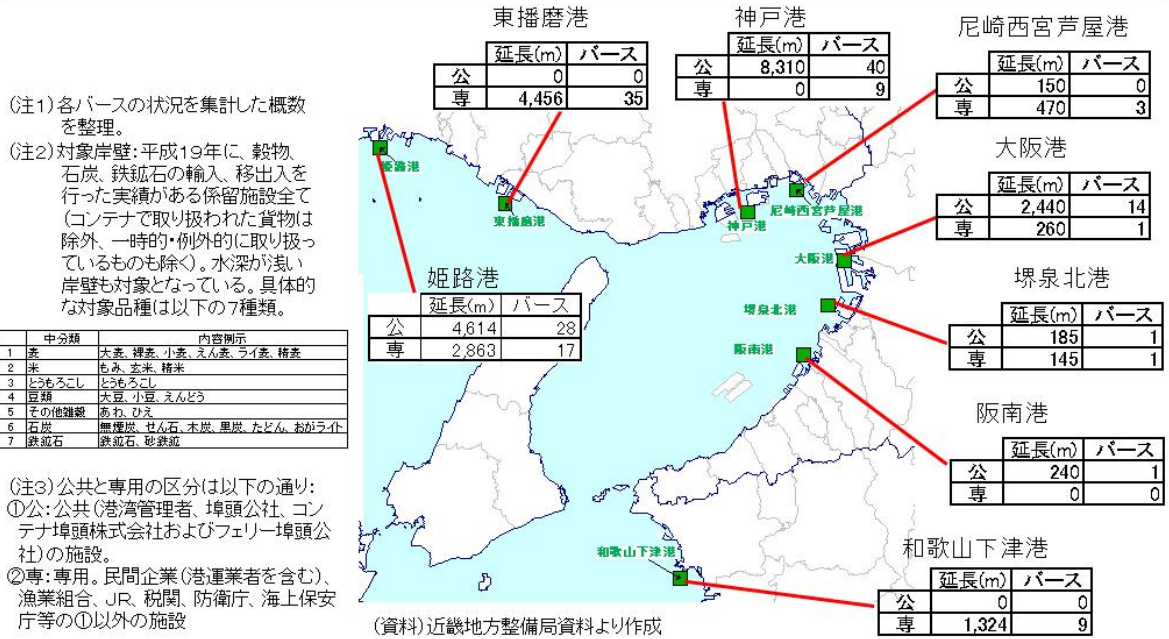 東播磨港
延長(m) バース
公 0 0
専 4,456 35
神戸港
延長(m) バース
公 8,310 40
専 0 9
尼崎西宮芦屋港
延長(m) バース
公 150 0
専 470 3
大阪港
延長(m) バース
公 2,440 14
専 260 1
堺泉北港
延長(m) バース
公 185 1
専 145 1
阪南港
延長(m) バース
公 240 1
専 0 0
和歌山下津港
延長(m) バース
公 0 0
専 1,324 9
姫路港
延長(m) バース
公 4,614 28
専 2,863 17
姫路港
東播磨港
神戸港
尼崎西宮芦屋港
大阪港
堺泉北港
阪南港
和歌山下津港
(注1)各バースの状況を集計した概数
を整理。
(注2)対象岸壁:平成19年に、穀物、
石炭、鉄鉱石の輸入、移出入を
行った実績がある係留施設全て
(コンテナで取り扱われた貨物は
除外、一時的・例外的に取り扱っ
ているものも除く)。水深が浅い
岸壁も対象となっている。具体的
な対象品種は以下の7種類。
中分類 内容例示
1 麦 大麦、裸麦、小麦、えん麦、ライ麦、精麦
2 米 もみ、玄米、精米
3 とうもろこし とうもろこし
4 豆類 大豆、小豆、えんどう
5 その他雑穀 あわ、ひえ
6 石炭 無煙炭、せん石、木炭、黒炭、たどん、おがライト
7 鉄鉱石 鉄鉱石、砂鉄鉱
(注3)公共と専用の区分は以下の通り:
①公:公共(港湾管理者、埠頭公社、コン
テナ埠頭株式会社およびフェリー埠頭公
社)の施設。
②専:専用。民間企業(港運業者を含む)、
漁業組合、JR、税関、防衛庁、海上保安
庁等の①以外の施設
(資料)近畿地方整備局資料より作成